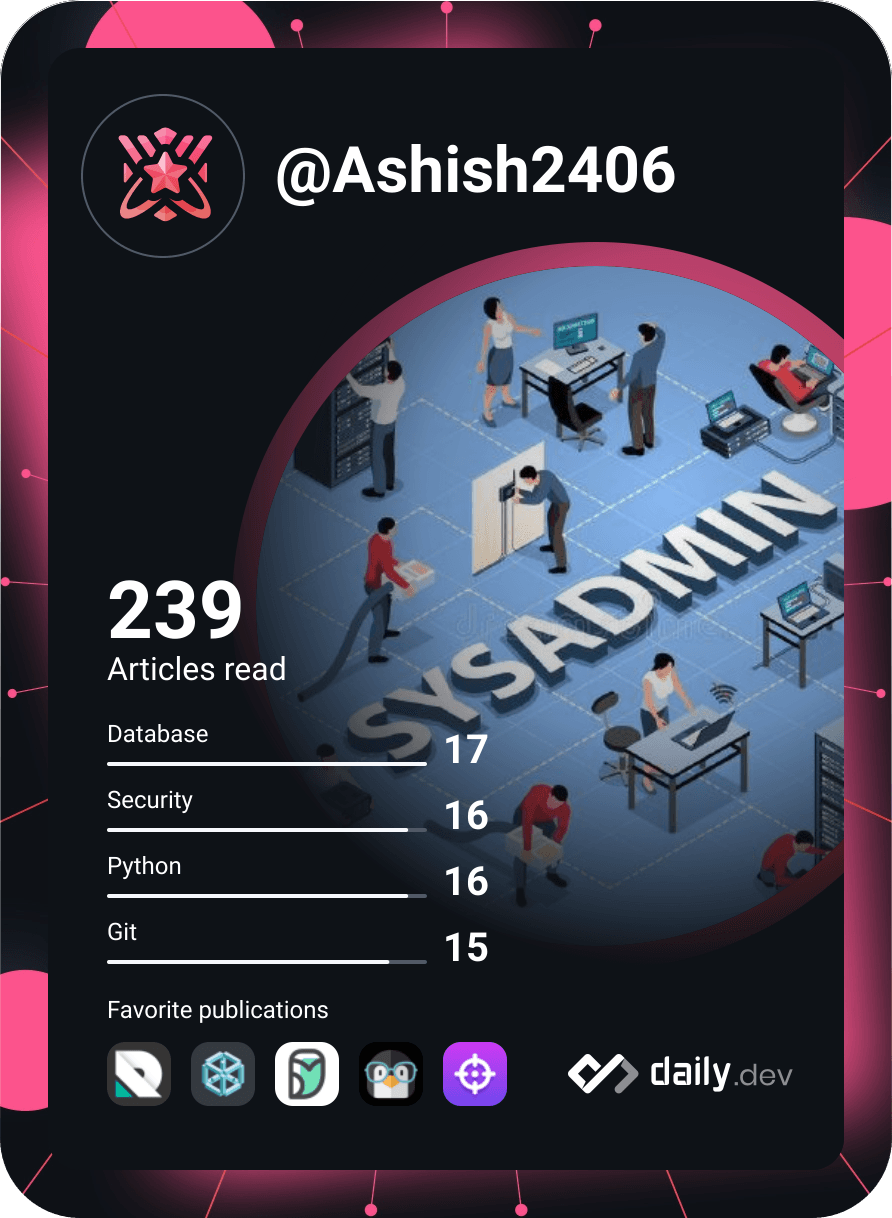 @Ashish2406
SYSADMIN
239
Articles read
Database
17
Security
16
Python
16
Git
15
Favorite publications
daily.dev